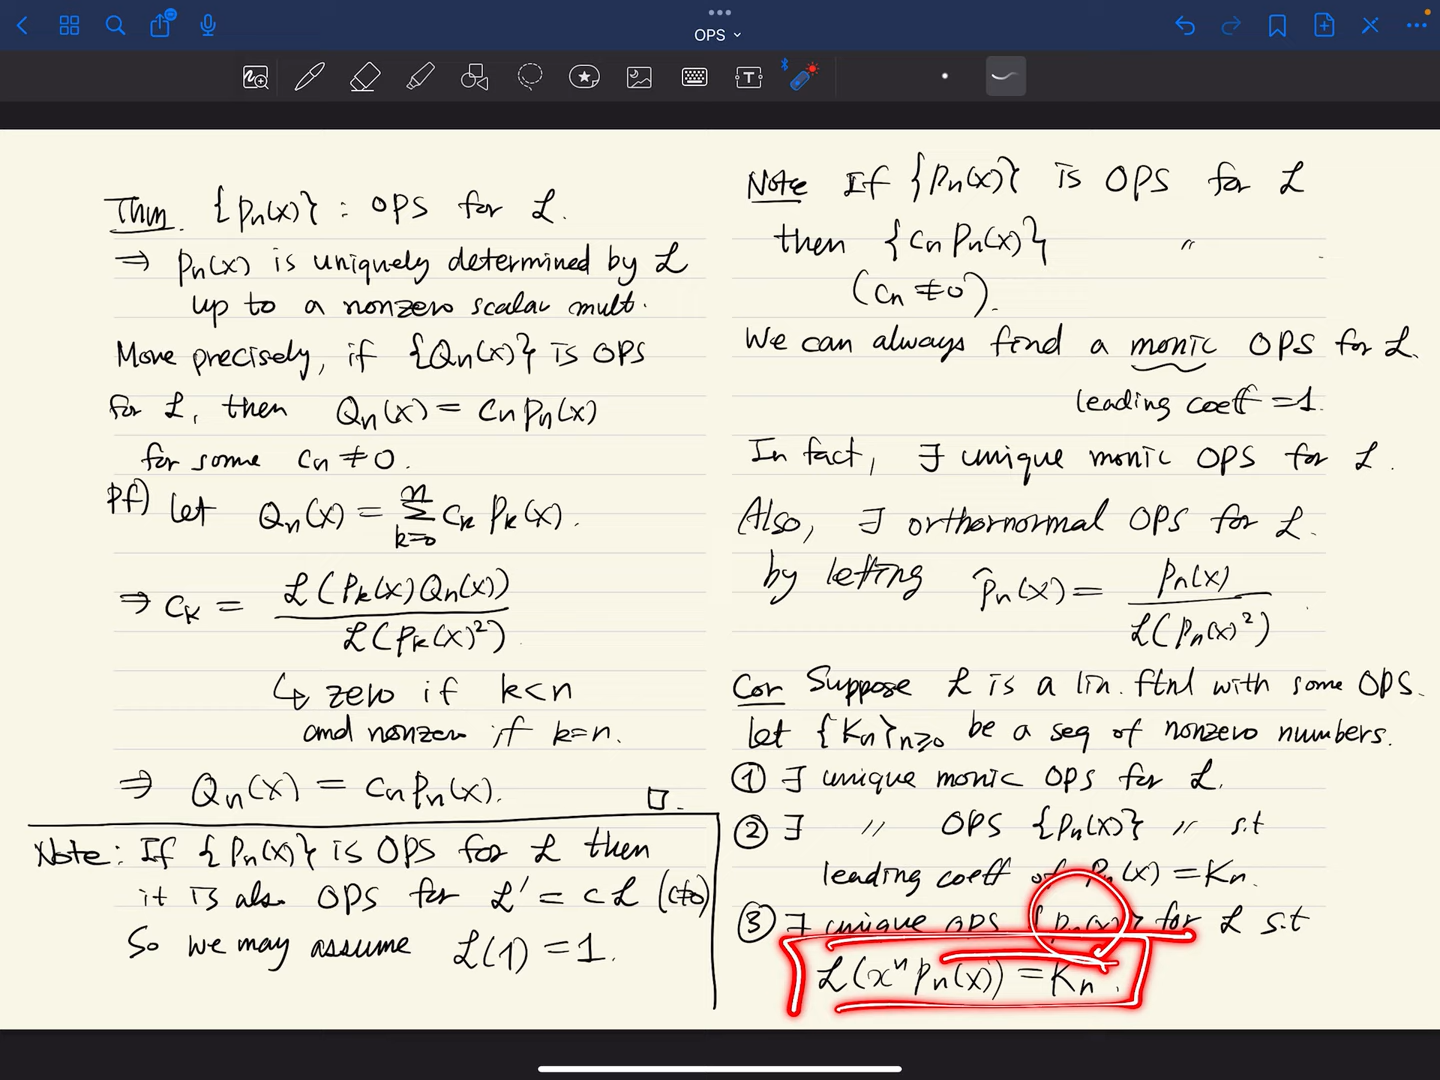 OPS
Thm. {Pn(x)} : OPS for L.
⇒ Pn(x) is uniquely determined by L
up to a nonzero scalar mult.
More precisely, if {Qn(x)} is OPS
for L, then Qn(x) = Cn Pn(x)
for some Cn ≠ 0.
Pf) Let Qn(x) = Σ_{k=0}^{n} Ck Pk(x).
⇒ Ck = L(Pk(x)Qn(x)) / L(Pk(x)²)
↳ zero if k<n
and nonzero if k=n.
⇒ Qn(x) = CnPn(x). □.
Note: If {Pn(x)} is OPS for L then
it is also OPS for L' = cL (c≠0)
So we may assume L(1) = 1.
Note If {Pn(x)} is OPS for L
then {Cn Pn(x)} "
(Cn ≠ 0).
We can always find a monic OPS for L.
leading coeff = 1.
In fact, ∃ unique monic OPS for L.
Also, ∃ orthornormal OPS for L.
by letting P̂n(x) = Pn(x) / L(Pn(x)²)
Cor Suppose L is a lin. ftnl with some OPS.
Let {Kn}n≥0 be a seq of nonzero numbers.
① ∃ unique monic OPS for L.
② ∃ " OPS {Pn(x)} " s.t
leading coeff of Pn(x) = Kn.
③ ∃ unique OPS {Pn(x)} for L s.t
L(xⁿ Pn(x)) = Kn.